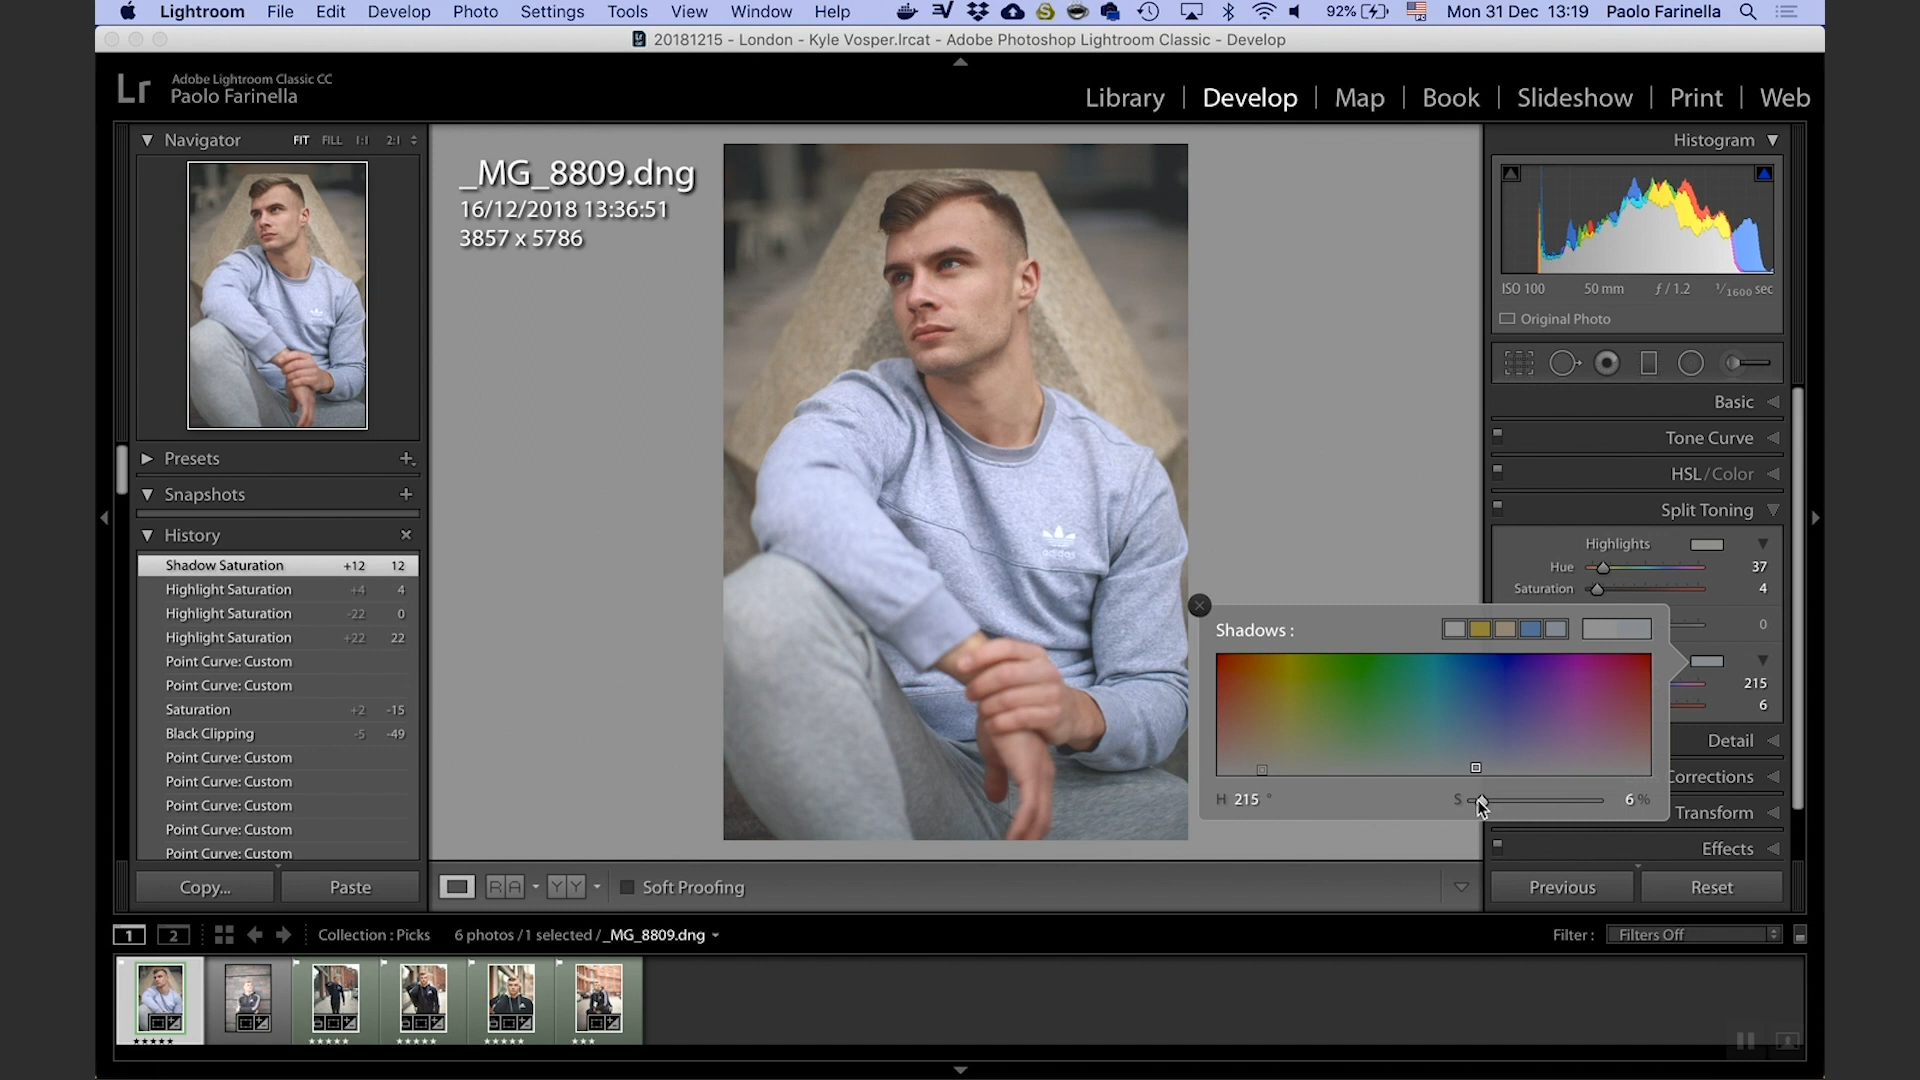 Lightroom File Edit Develop Photo Settings Tools View Window Help 92% Mon 31 Dec 13:19 Paolo Farinella
20181215 - London - Kyle Vosper.lrcat - Adobe Photoshop Lightroom Classic - Develop
Lr
Adobe Lightroom Classic CC
Paolo Farinella
Library | Develop | Map | Book | Slideshow | Print | Web
Navigator FIT FILL 1:1 2:1
Presets
Snapshots
History
Shadow Saturation +12 12
Highlight Saturation +4 4
Highlight Saturation -22 0
Highlight Saturation +22 22
Point Curve: Custom
Point Curve: Custom
Saturation +2 -15
Black Clipping -5 -49
Point Curve: Custom
Point Curve: Custom
Point Curve: Custom
Point Curve: Custom
Point Curve: Custom
Copy... Paste
_MG_8809.dng
16/12/2018 13:36:51
3857 x 5786
adidas
Histogram
ISO 100 50 mm ƒ / 1.2 1/1600 sec
Original Photo
Basic
Tone Curve
HSL / Color
Split Toning
Highlights
Hue 37
Saturation 4
0
215
6
Shadows :
H 215 ° S 6 %
Detail
Corrections
Transform
Effects
Previous Reset
RA YY Soft Proofing
1 2 Collection : Picks 6 photos / 1 selected / _MG_8809.dng
Filter : Filters Off